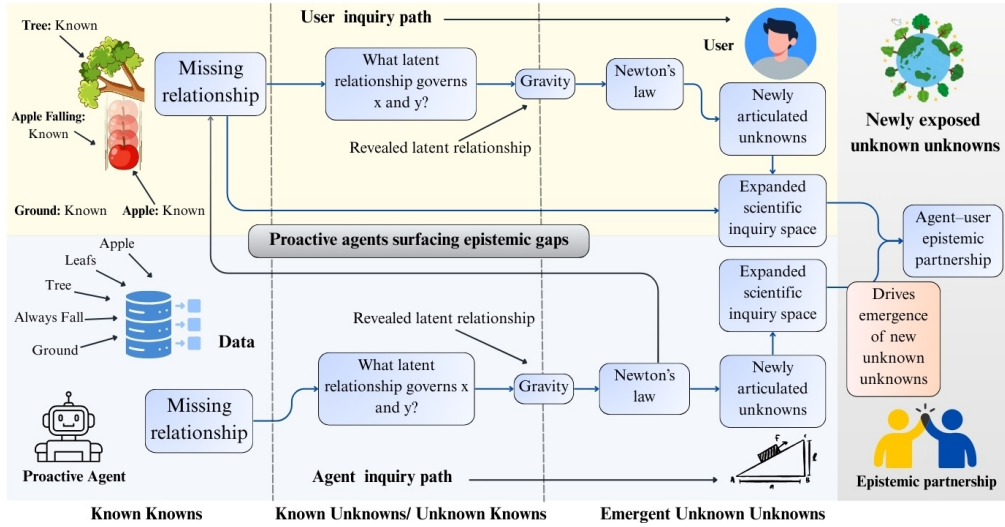 User inquiry path
Tree: Known
Missing
relationship
What latent
relationship governs
x and y?
Gravity
Newton's
law
User
Newly
articulated
unknowns
Newly exposed
unknown unknowns
Apple Falling:
Known
Revealed latent relationship
Ground: Known
Apple: Known
Expanded
scientific
inquiry space
Agent–user
epistemic
partnership
Proactive agents surfacing epistemic gaps
Apple
Leafs
Tree
Always Fall
Ground
Data
Expanded
scientific
inquiry space
Drives
emergence
of new
unknown
unknowns
Revealed latent relationship
Missing
relationship
What latent
relationship governs x
and y?
Gravity
Newton's
law
Newly
articulated
unknowns
Proactive Agent
Agent inquiry path
Epistemic partnership
Known Knowns
Known Unknowns/ Unknown Knowns
Emergent Unknown Unknowns